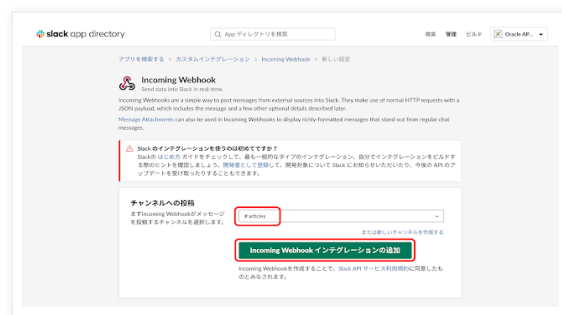 slack app directory
App ディレクトリを検索
検索 管理 ビルド Oracle AP...
アプリを検索する > カスタムインテグレーション > Incoming Webhook > 新しい設定
Incoming Webhook
Send data into Slack in real-time.
Incoming Webhooks are a simple way to post messages from external sources into Slack. They make use of normal HTTP requests with a
JSON payload, which includes the message and a few other optional details described later.
Message Attachments can also be used in Incoming Webhooks to display richly-formatted messages that stand out from regular chat
messages.
Slack のインテグレーションを使うのは初めてですか？
Slackの はじめ方 ガイドをチェックして、最も一般的なタイプのインテグレーション、自分でインテグレーションをビルドす
る際のヒントを確認しましょう。開発者として登録して、開発対象について Slack にお知らせいただいたり、今後の API のア
ップデートを受け取ったりすることもできます。
チャンネルへの投稿
まずIncoming Webhookがメッセージ
を投稿するチャンネルを選択します。
#articles
または新しいチャンネルを作成する
Incoming Webhook インテグレーションの追加
Incoming Webhookを作成することで、Slack API サービス利用規約に同意したも
のとみなされます。